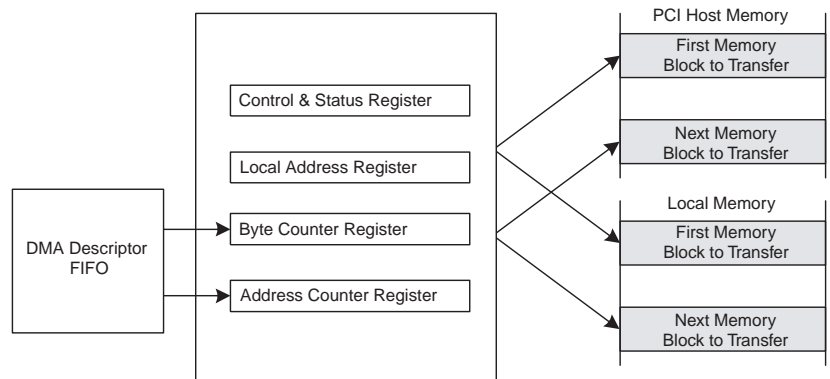 PCI Host Memory
First Memory
Block to Transfer
Control & Status Register
Next Memory
Block to Transfer
Local Address Register
Local Memory
DMA Descriptor
FIFO
Byte Counter Register
First Memory
Block to Transfer
Address Counter Register
Next Memory
Block to Transfer